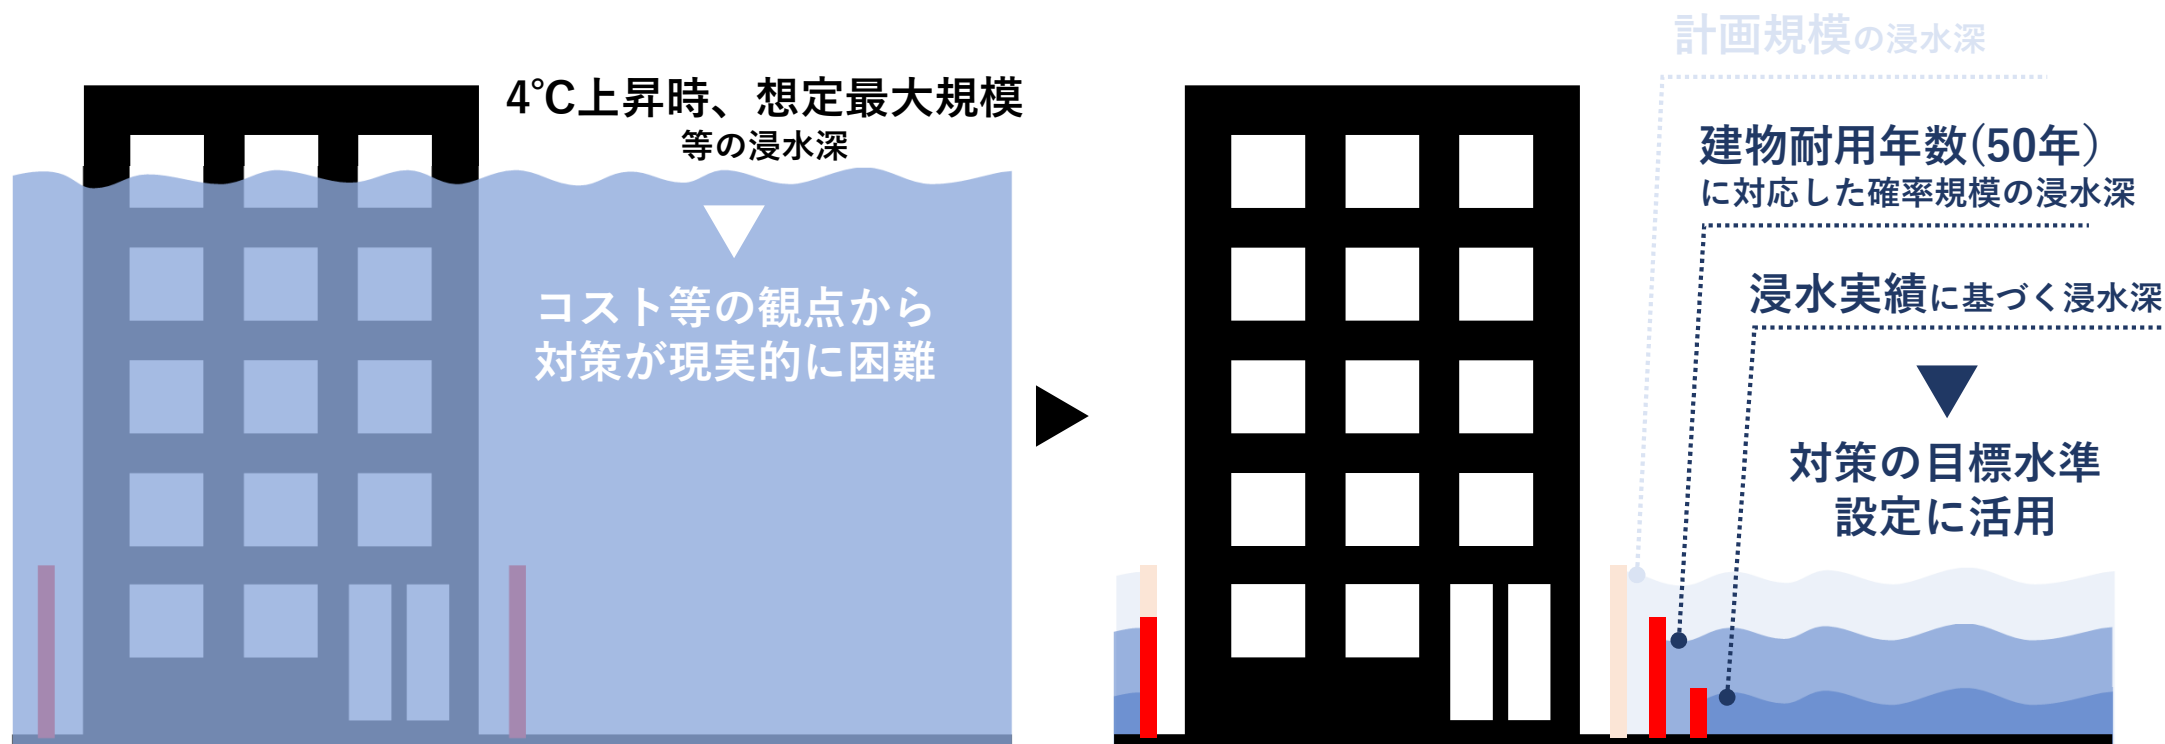 4℃上昇時、想定最大規模
等の浸水深
コスト等の観点から
対策が現実的に困難
計画規模の浸水深
建物耐用年数(50年）
に対応した確率規模の浸水深
浸水実績に基づく浸水深
対策の目標水準
設定に活用